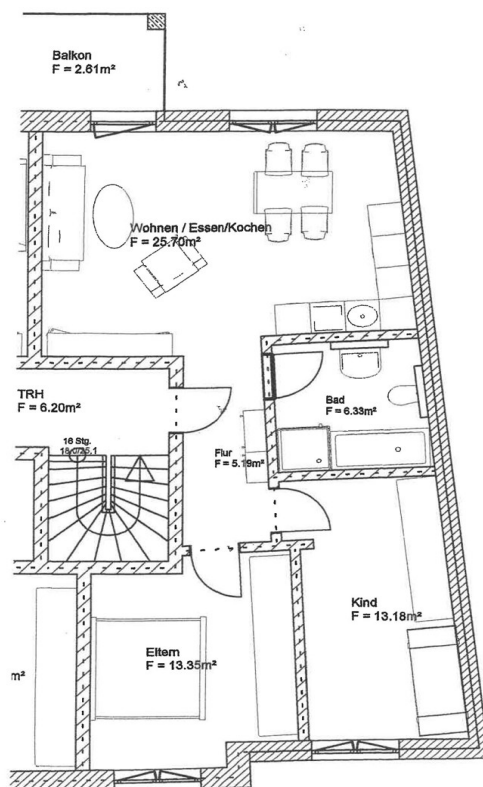 Balkon
F = 2.61m²
Wohnen / Essen/Kochen
F = 25.70m²
TRH
F = 6.20m²
16 Stg.
Bad
F = 6.33m²
Flur
F = 5.19m²
Kind
F = 13.18m²
Eltern
F = 13.35m²
m²